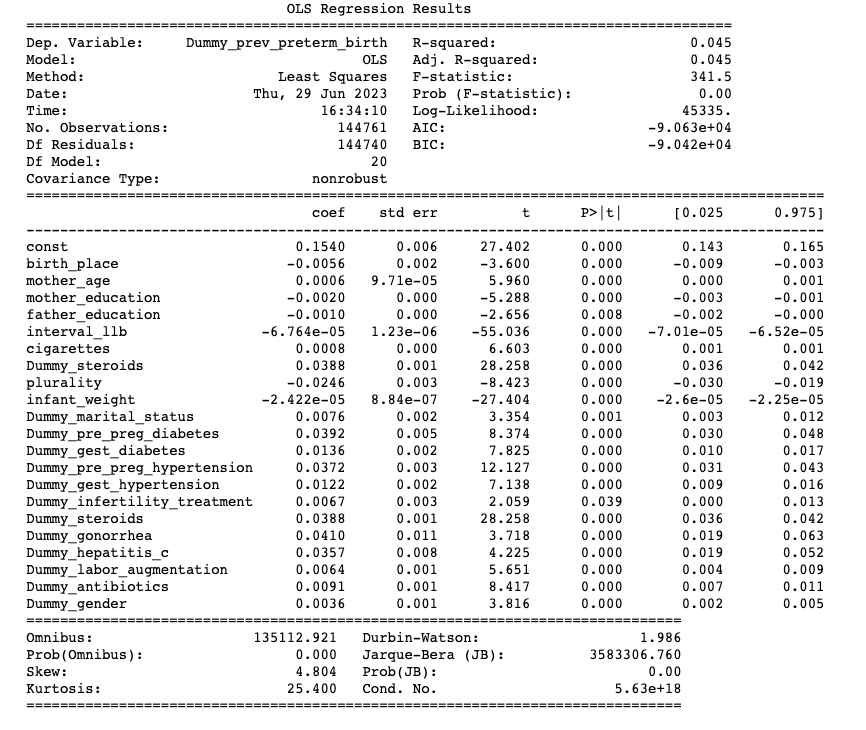 OLS Regression Results
==============================================================================
Dep. Variable: Dummy_prev_preterm_birth R-squared: 0.045
Model: OLS Adj. R-squared: 0.045
Method: Least Squares F-statistic: 341.5
Date: Thu, 29 Jun 2023 Prob (F-statistic): 0.00
Time: 16:34:10 Log-Likelihood: 45335.
No. Observations: 144761 AIC: -9.063e+04
Df Residuals: 144740 BIC: -9.042e+04
Df Model: 20
Covariance Type: nonrobust
==============================================================================
coef std err t P>|t| [0.025 0.975]
------------------------------------------------------------------------------
const 0.1540 0.006 27.402 0.000 0.143 0.165
birth_place -0.0056 0.002 -3.600 0.000 -0.009 -0.003
mother_age 0.0006 9.71e-05 5.960 0.000 0.000 0.001
mother_education -0.0020 0.000 -5.288 0.000 -0.003 -0.001
father_education -0.0010 0.000 -2.656 0.008 -0.002 -0.000
interval_llb -6.764e-05 1.23e-06 -55.036 0.000 -7.01e-05 -6.52e-05
cigarettes 0.0008 0.000 6.603 0.000 0.001 0.001
Dummy_steroids 0.0388 0.001 28.258 0.000 0.036 0.042
plurality -0.0246 0.003 -8.423 0.000 -0.030 -0.019
infant_weight -2.422e-05 8.84e-07 -27.404 0.000 -2.6e-05 -2.25e-05
Dummy_marital_status 0.0076 0.002 3.354 0.001 0.003 0.012
Dummy_pre_preg_diabetes 0.0392 0.005 8.374 0.000 0.030 0.048
Dummy_gest_diabetes 0.0136 0.002 7.825 0.000 0.010 0.017
Dummy_pre_preg_hypertension 0.0372 0.003 12.127 0.000 0.031 0.043
Dummy_gest_hypertension 0.0122 0.002 7.138 0.000 0.009 0.016
Dummy_infertility_treatment 0.0067 0.003 2.059 0.039 0.000 0.013
Dummy_steroids 0.0388 0.001 28.258 0.000 0.036 0.042
Dummy_gonorrhea 0.0410 0.011 3.718 0.000 0.019 0.063
Dummy_hepatitis_c 0.0357 0.008 4.225 0.000 0.019 0.052
Dummy_labor_augmentation 0.0064 0.001 5.651 0.000 0.004 0.009
Dummy_antibiotics 0.0091 0.001 8.417 0.000 0.007 0.011
Dummy_gender 0.0036 0.001 3.816 0.000 0.002 0.005
==============================================================================
Omnibus: 135112.921 Durbin-Watson: 1.986
Prob(Omnibus): 0.000 Jarque-Bera (JB): 3583306.760
Skew: 4.804 Prob(JB): 0.00
Kurtosis: 25.400 Cond. No. 5.63e+18
==============================================================================